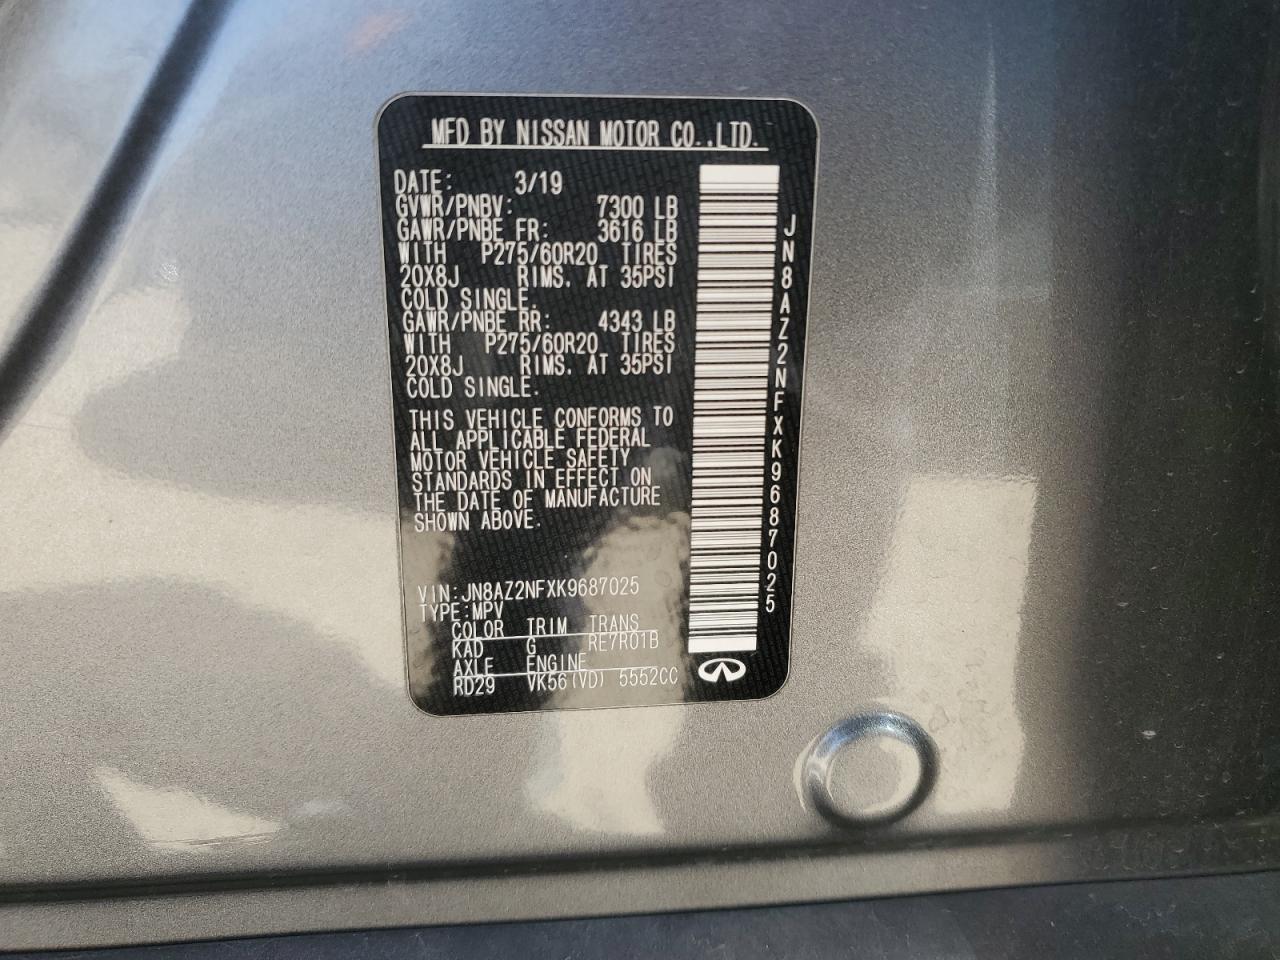 MFD BY NISSAN MOTOR CO.,LTD.
DATE: 3/19
GVWR/PNBV: 7300 LB
GAWR/PNBE FR: 3616 LB
WITH P275/60R20 TIRES
20X8J RIMS. AT 35PSI
COLD SINGLE.
GAWR/PNBE RR: 4343 LB
WITH P275/60R20 TIRES
20X8J RIMS. AT 35PSI
COLD SINGLE.
THIS VEHICLE CONFORMS TO
ALL APPLICABLE FEDERAL
MOTOR VEHICLE SAFETY
STANDARDS IN EFFECT ON
THE DATE OF MANUFACTURE
SHOWN ABOVE.
VIN:JN8AZ2NFXK9687025
TYPE:MPV
COLOR TRIM TRANS
KAD G RE7R01B
AXLE ENGINE
RD29 VK56(VD) 5552CC
JN8AZ2NFXK9687025